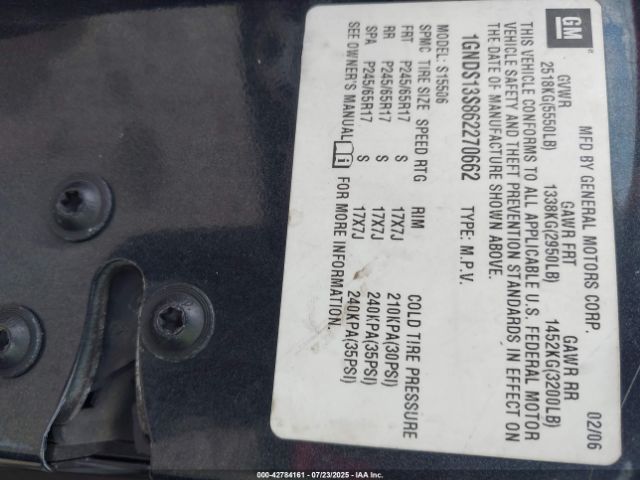 GM
MFD BY GENERAL MOTORS CORP. 02/06
GVWR GAWR FRT GAWR RR
2518KG(5550LB) 1338KG(2950LB) 1452KG(3200LB)
THIS VEHICLE CONFORMS TO ALL APPLICABLE U.S. FEDERAL MOTOR
VEHICLE SAFETY AND THEFT PREVENTION STANDARDS IN EFFECT ON
THE DATE OF MANUFACTURE SHOWN ABOVE.
1GNDS13S862270662 TYPE: M.P.V.
MODEL: S15506
SPMC TIRE SIZE SPEED RTG RIM COLD TIRE PRESSURE
FRT P245/65R17 S 17X7J 210KPA(30PSI)
RR P245/65R17 S 17X7J 240KPA(35PSI)
SPA P245/65R17 S 17X7J 240KPA(35PSI)
SEE OWNER'S MANUAL FOR MORE INFORMATION.
000-42784161 - 07/23/2025 - IAA Inc.